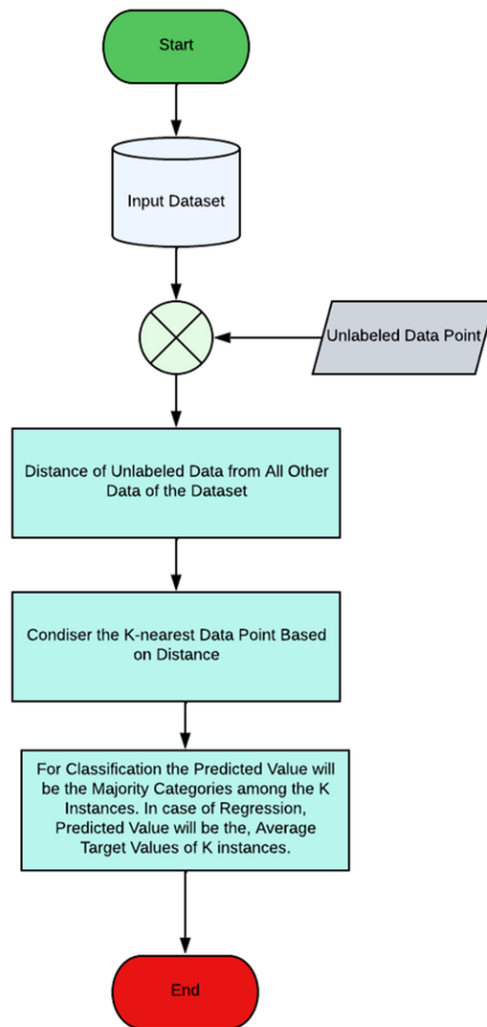 Start
Input Dataset
Unlabeled Data Point
Distance of Unlabeled Data from All Other
Data of the Dataset
Condiser the K-nearest Data Point Based
on Distance
For Classification the Predicted Value will
be the Majority Categories among the K
Instances. In case of Regression,
Predicted Value will be the, Average
Target Values of K instances.
End